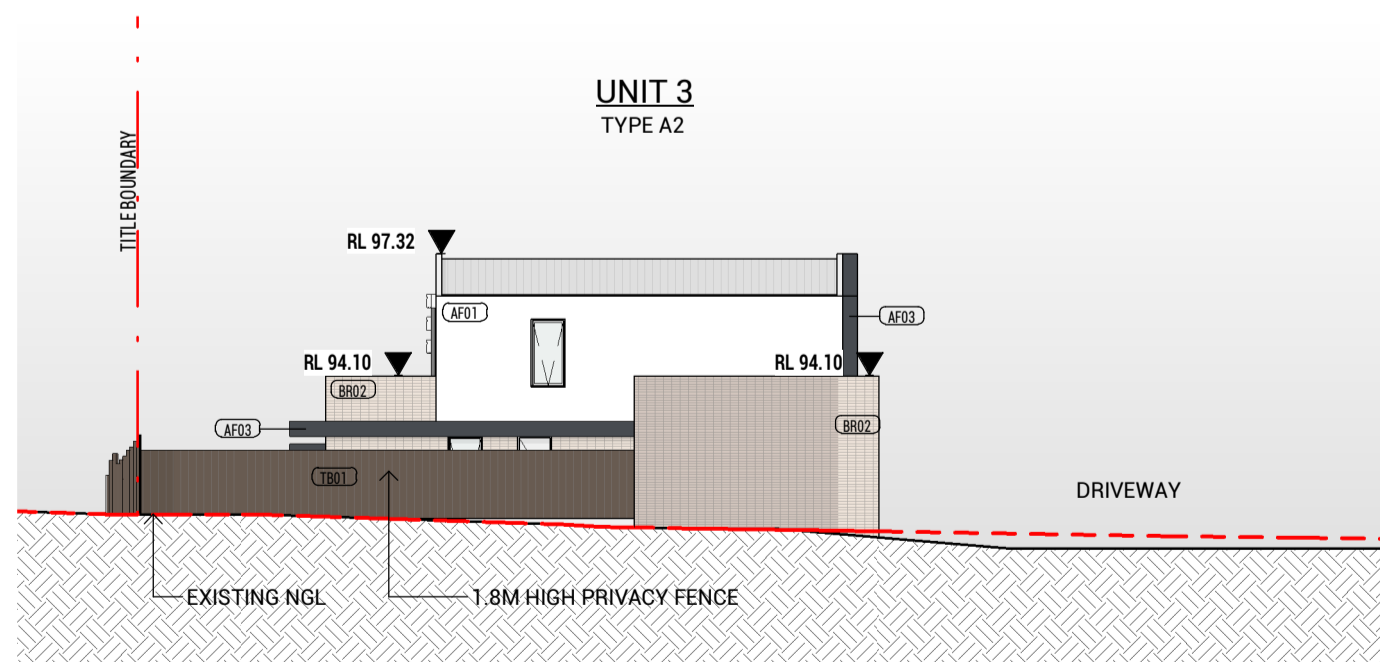 UNIT 3
TYPE A2
TITLE BOUNDARY
RL 97.32
AF01
AF03
RL 94.10
RL 94.10
BR02
AF03
BR02
TB01
DRIVEWAY
EXISTING NGL
1.8M HIGH PRIVACY FENCE